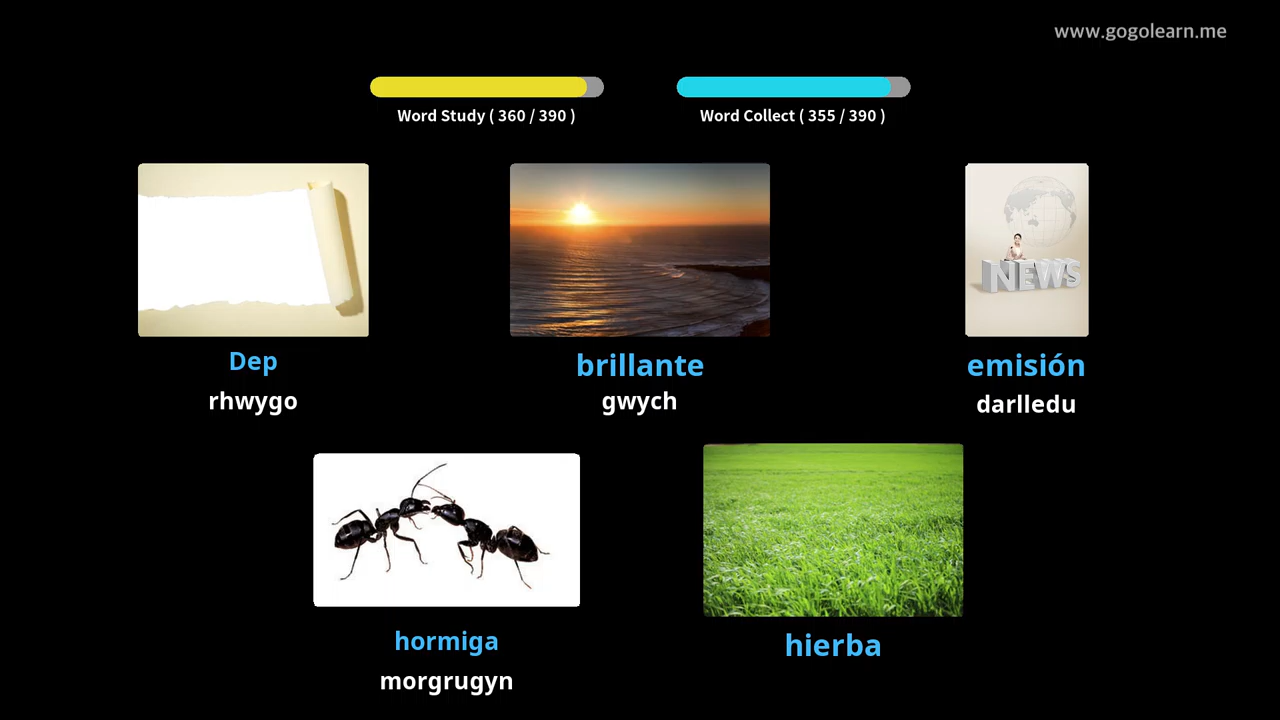 www.gogolearn.me
Word Study ( 360 / 390 )
Word Collect ( 355 / 390 )
NEWS
Dep
rhwygo
brillante
gwych
emisión
darlledu
hormiga
morgrugyn
hierba